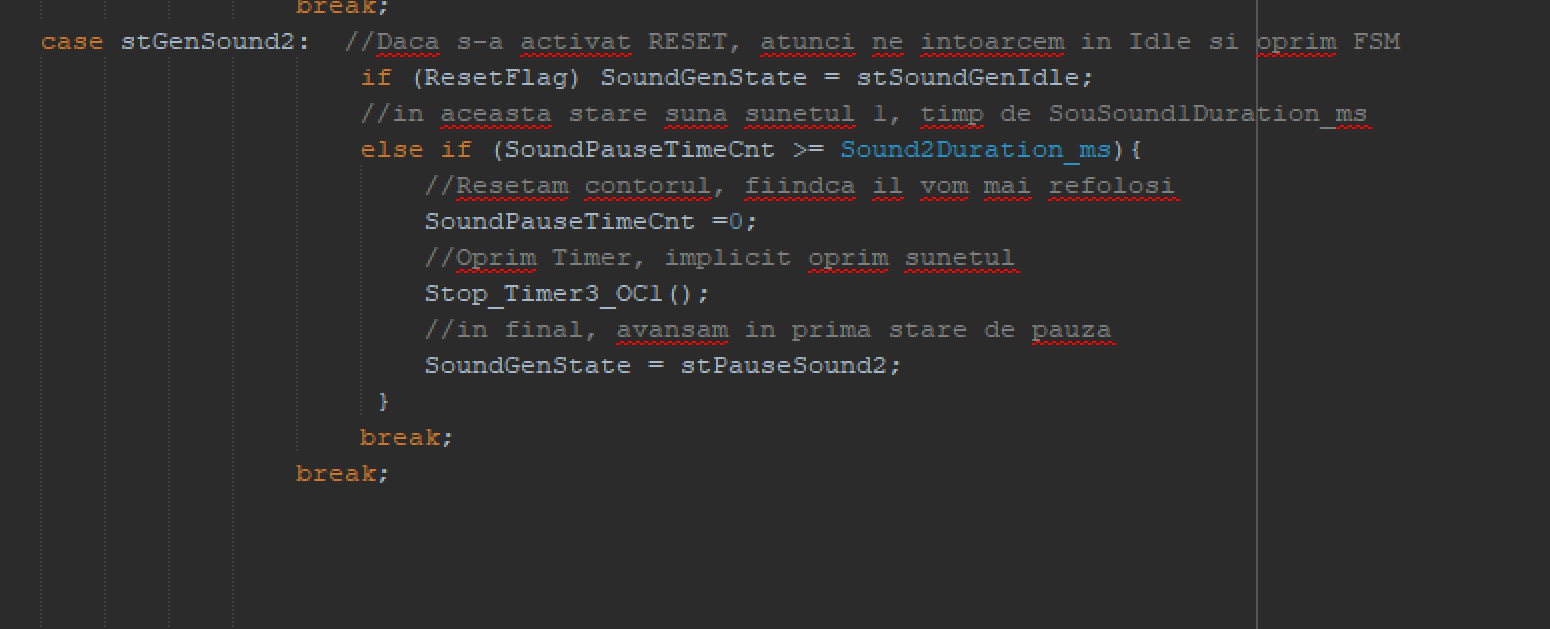 break;
case stGenSound2: //Daca s-a activat RESET, atunci ne intoarcem in Idle si oprim FSM
if (ResetFlag) SoundGenState = stSoundGenIdle;
//in aceasta stare suna sunetul 1, timp de SouSound1Duration_ms
else if (SoundPauseTimeCnt >= Sound2Duration_ms){
//Resetam contorul, fiindca il vom mai refolosi
SoundPauseTimeCnt =0;
//Oprim Timer, implicit oprim sunetul
Stop_Timer3_OC1();
//in final, avansam in prima stare de pauza
SoundGenState = stPauseSound2;
}
break;
break;